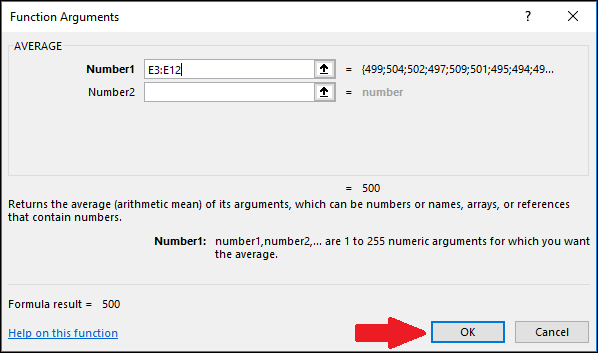 Function Arguments ? ×
AVERAGE
Number1 E3:E12 = {499;504;502;497;509;501;495;494;49...
Number2 = number
= 500
Returns the average (arithmetic mean) of its arguments, which can be numbers or names, arrays, or references
that contain numbers.
Number1: number1,number2,... are 1 to 255 numeric arguments for which you want
the average.
Formula result = 500
Help on this function OK Cancel